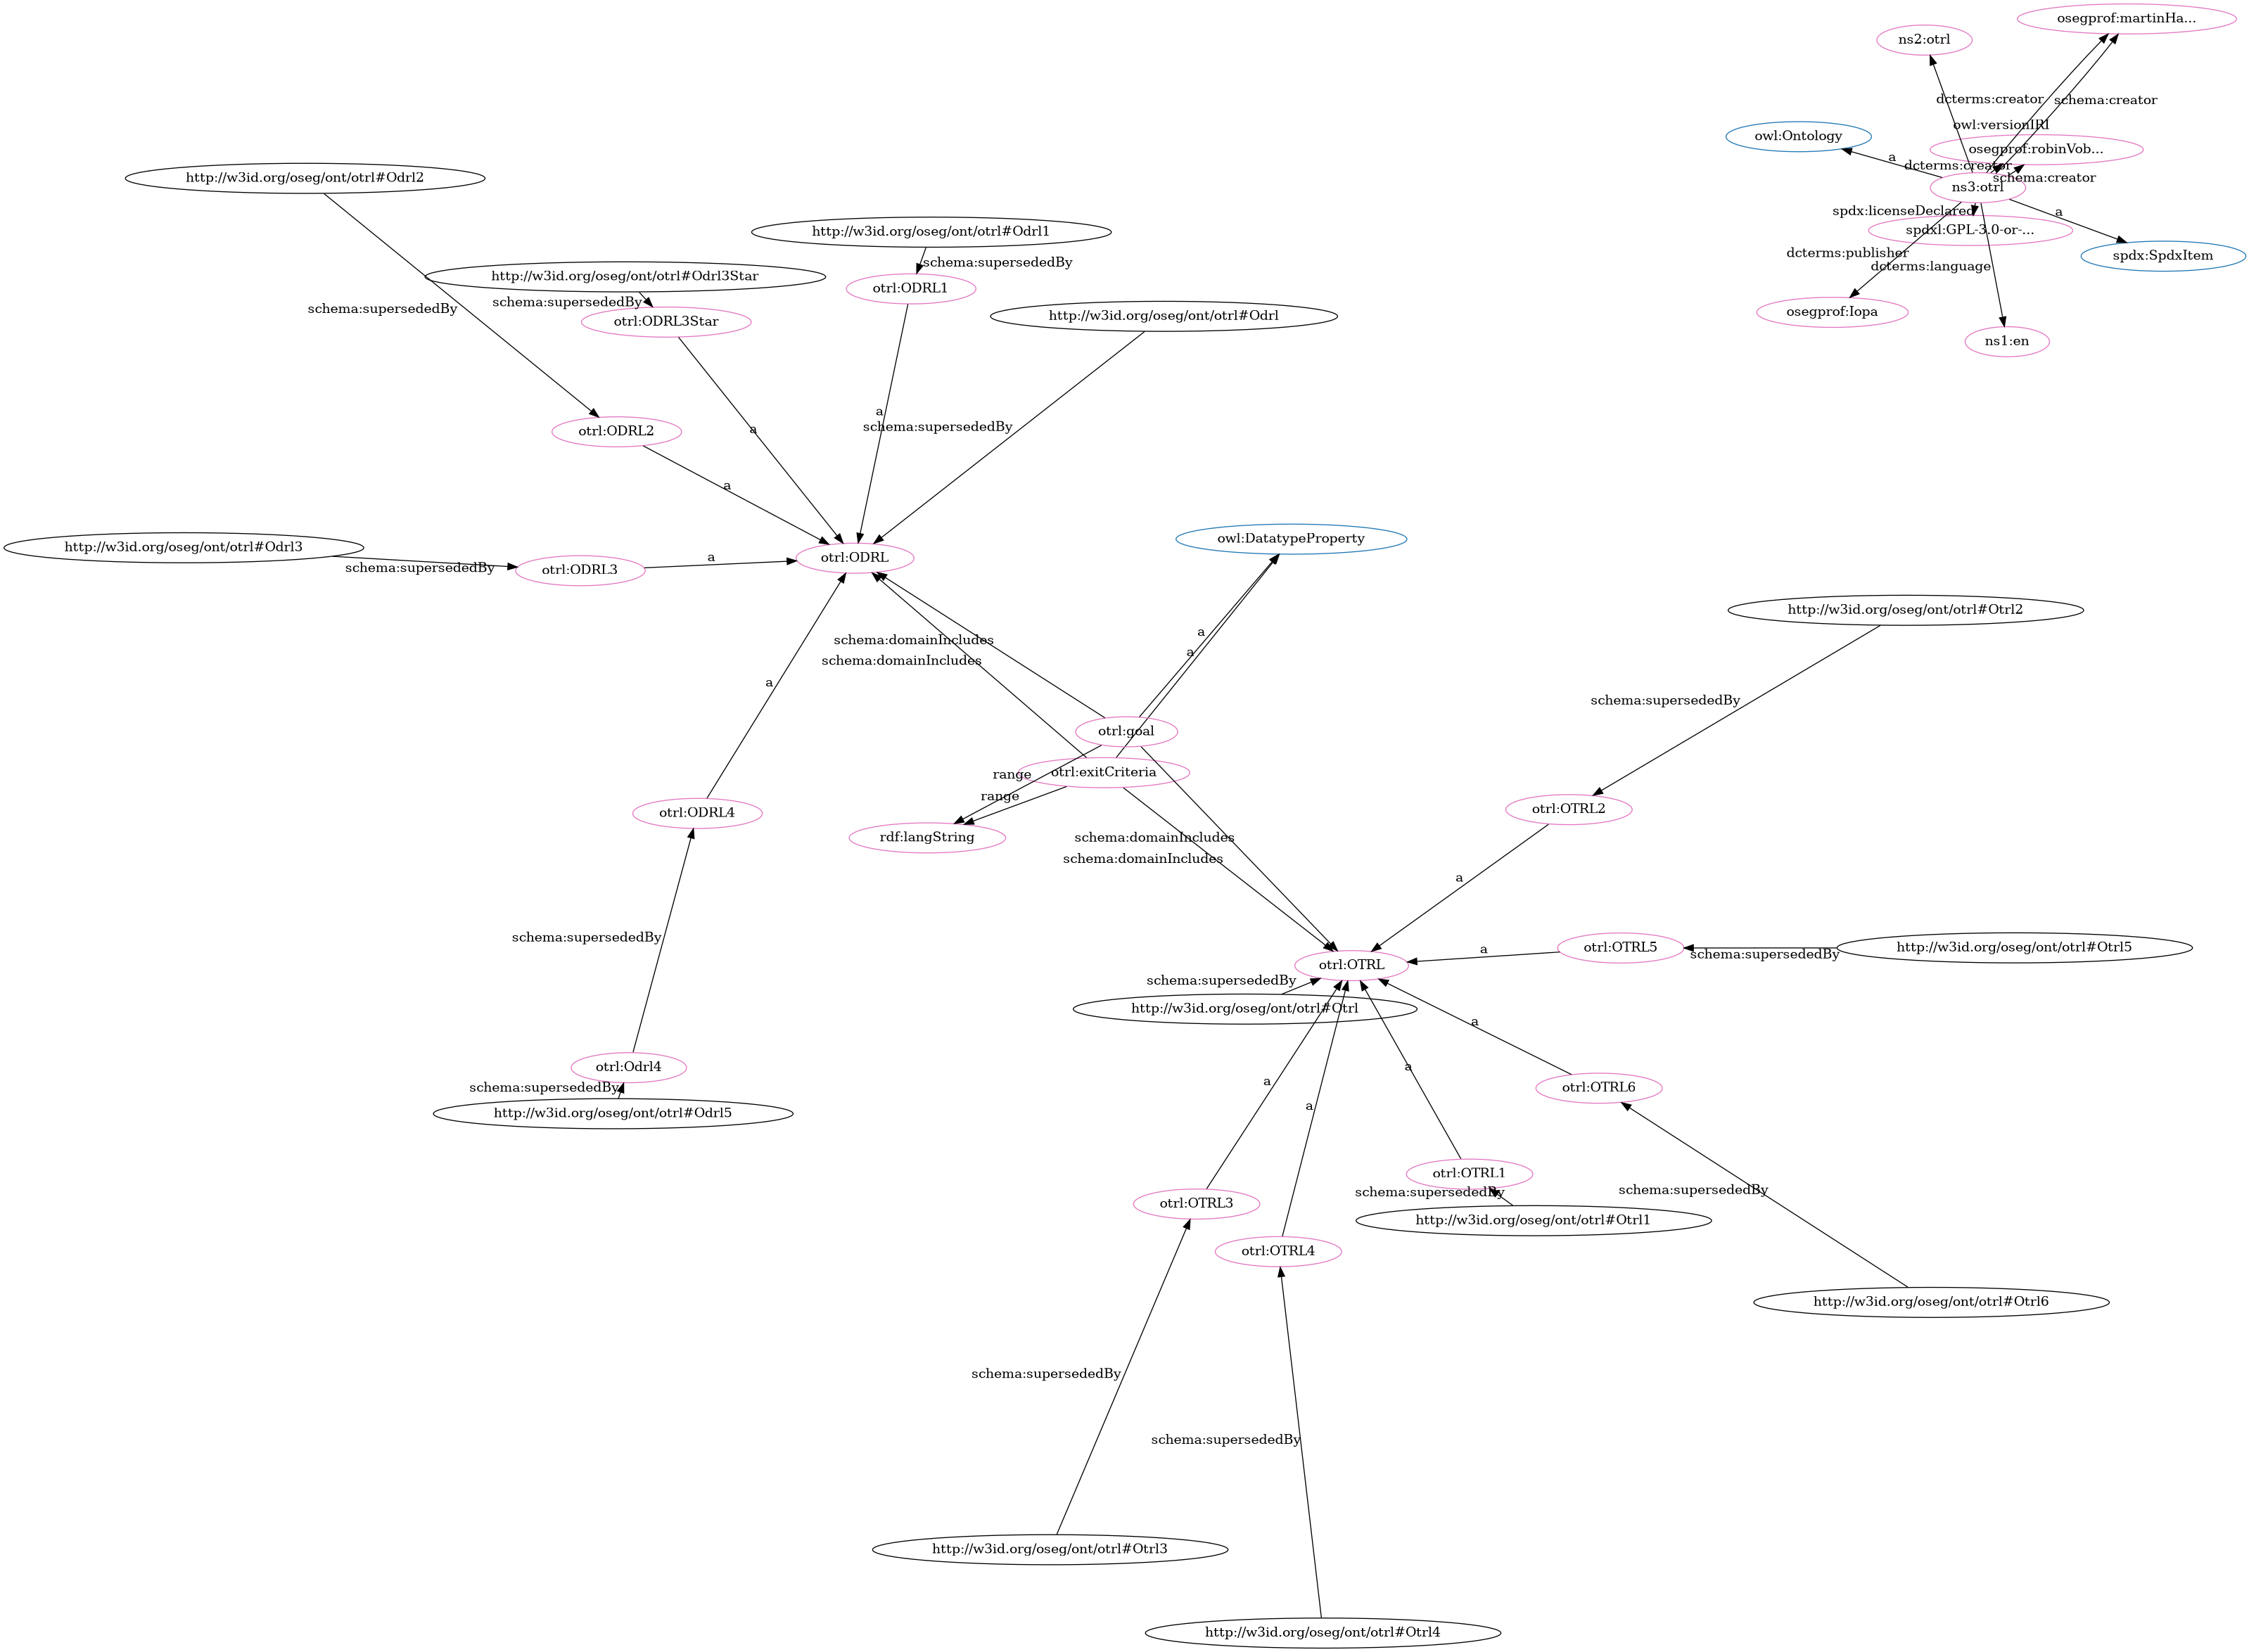 osegprof:martinHa...
ns2:otrl
dcterms:creator
schema:creator
owl:versionIRI
owl:Ontology
a
osegprof:robinVob...
dcterms:creator
schema:creator
ns3:otrl
spdx:licenseDeclared
a
spdxl:GPL-3.0-or-...
dcterms:publisher
spdx:SpdxItem
dcterms:language
osegprof:Iopa
ns1:en
http://w3id.org/oseg/ont/otrl#Odrl2
http://w3id.org/oseg/ont/otrl#Odrl1
schema:supersededBy
http://w3id.org/oseg/ont/otrl#Odrl3Star
otrl:ODRL1
schema:supersededBy
schema:supersededBy
otrl:ODRL3Star
http://w3id.org/oseg/ont/otrl#Odrl
a
schema:supersededBy
otrl:ODRL2
a
a
http://w3id.org/oseg/ont/otrl#Odrl3
schema:supersededBy
otrl:ODRL3
a
otrl:ODRL
owl:DatatypeProperty
http://w3id.org/oseg/ont/otrl#Otrl2
a
schema:domainIncludes
a
schema:domainIncludes
a
schema:supersededBy
otrl:goal
otrl:exitCriteria
range
range
otrl:ODRL4
otrl:OTRL2
rdf:langString
schema:domainIncludes
schema:domainIncludes
a
schema:supersededBy
otrl:OTRL5
http://w3id.org/oseg/ont/otrl#Otrl5
a
schema:supersededBy
otrl:OTRL
schema:supersededBy
http://w3id.org/oseg/ont/otrl#Otrl
a
otrl:Odrl4
a
a
schema:supersededBy
otrl:OTRL6
http://w3id.org/oseg/ont/otrl#Odrl5
a
otrl:OTRL1
schema:supersededBy
schema:supersededBy
otrl:OTRL3
http://w3id.org/oseg/ont/otrl#Otrl1
otrl:OTRL4
http://w3id.org/oseg/ont/otrl#Otrl6
schema:supersededBy
schema:supersededBy
http://w3id.org/oseg/ont/otrl#Otrl3
http://w3id.org/oseg/ont/otrl#Otrl4